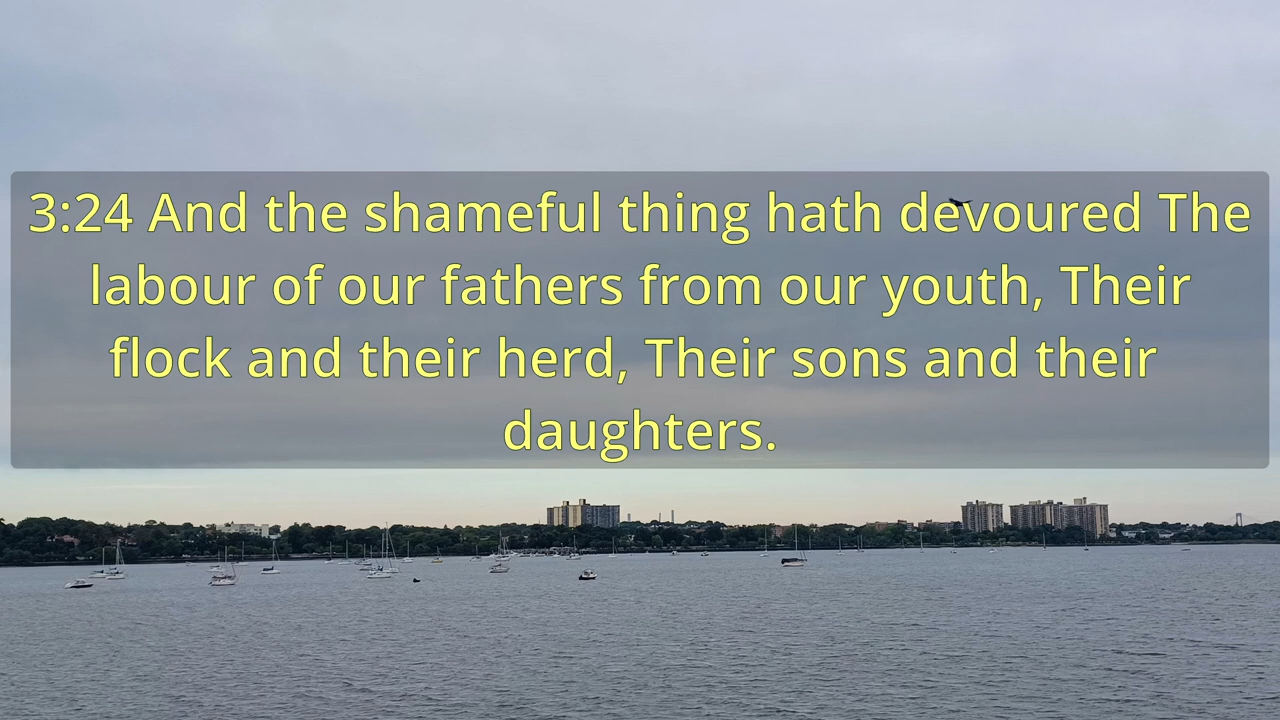 3:24 And the shameful thing hath devoured The
labour of our fathers from our youth, Their
flock and their herd, Their sons and their
daughters.